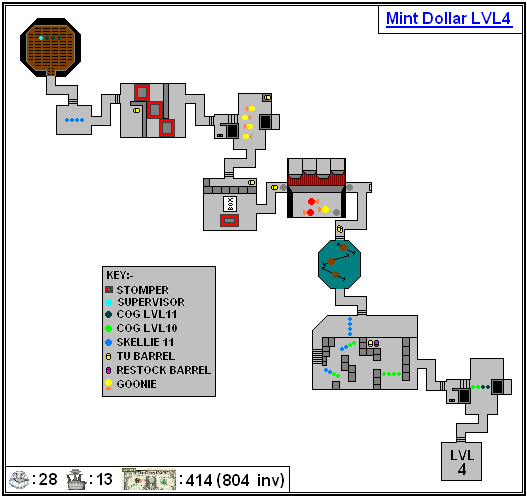 Mint Dollar LVL4
BOX
KEY:-
STOMPER
SUPERVISOR
COG LVL11
COG LVL10
SKELLIE 11
TU BARREL
RESTOCK BARREL
GOONIE
LVL
4
:28 :13 :414 (804 inv)